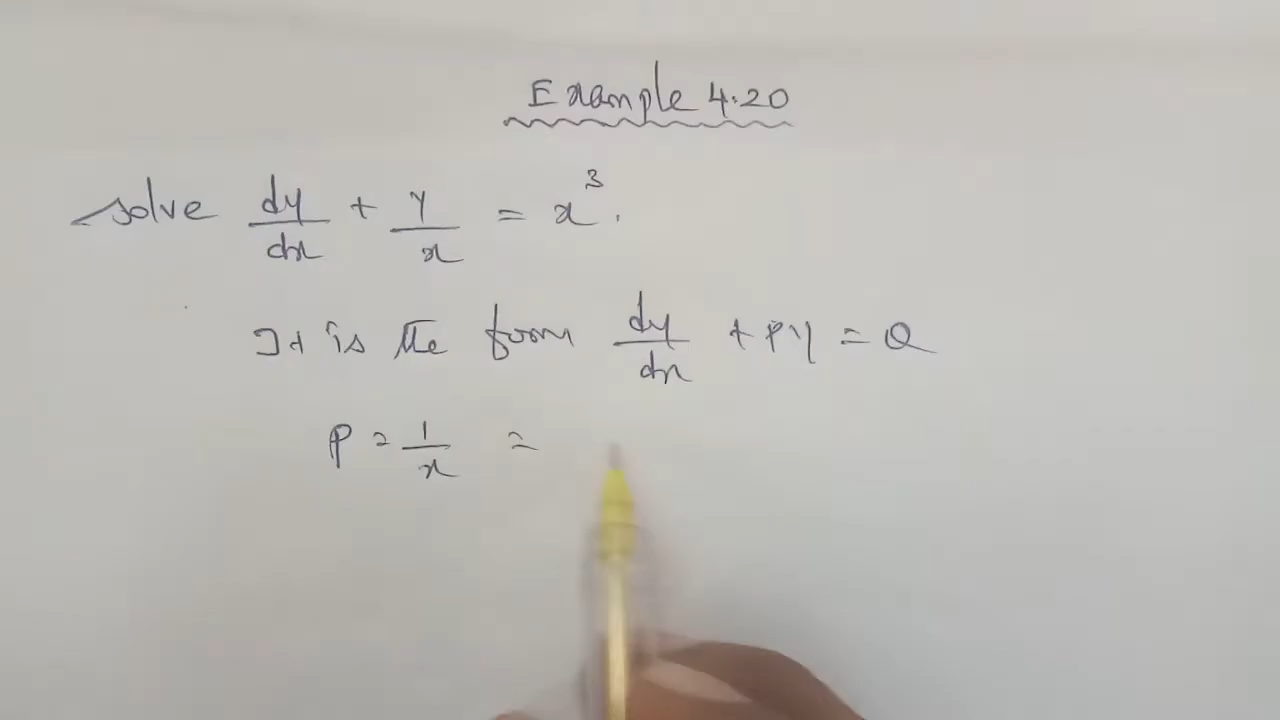 Example 4.20
solve dy/dx + y/x = x³.
It is the form dy/dx + Py = Q
P = 1/x =